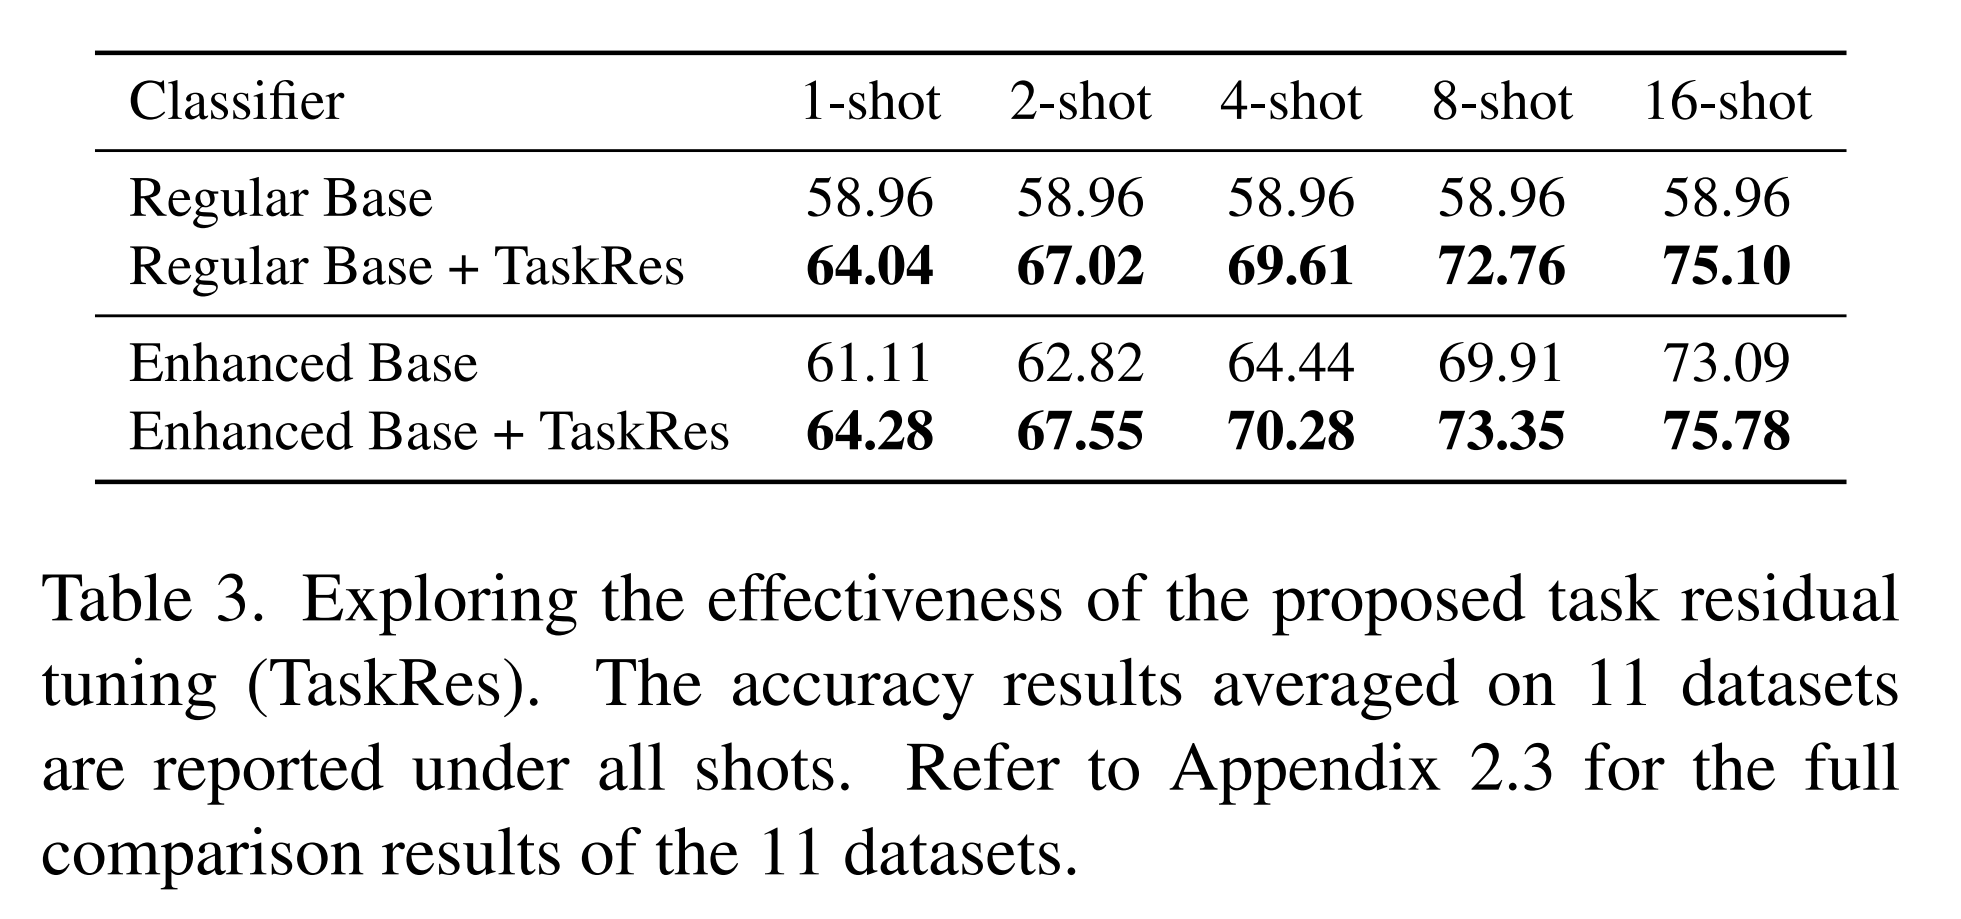 Classifier 1-shot 2-shot 4-shot 8-shot 16-shot
Regular Base 58.96 58.96 58.96 58.96 58.96
Regular Base + TaskRes 64.04 67.02 69.61 72.76 75.10
Enhanced Base 61.11 62.82 64.44 69.91 73.09
Enhanced Base + TaskRes 64.28 67.55 70.28 73.35 75.78
Table 3. Exploring the effectiveness of the proposed task residual
tuning (TaskRes). The accuracy results averaged on 11 datasets
are reported under all shots. Refer to Appendix 2.3 for the full
comparison results of the 11 datasets.